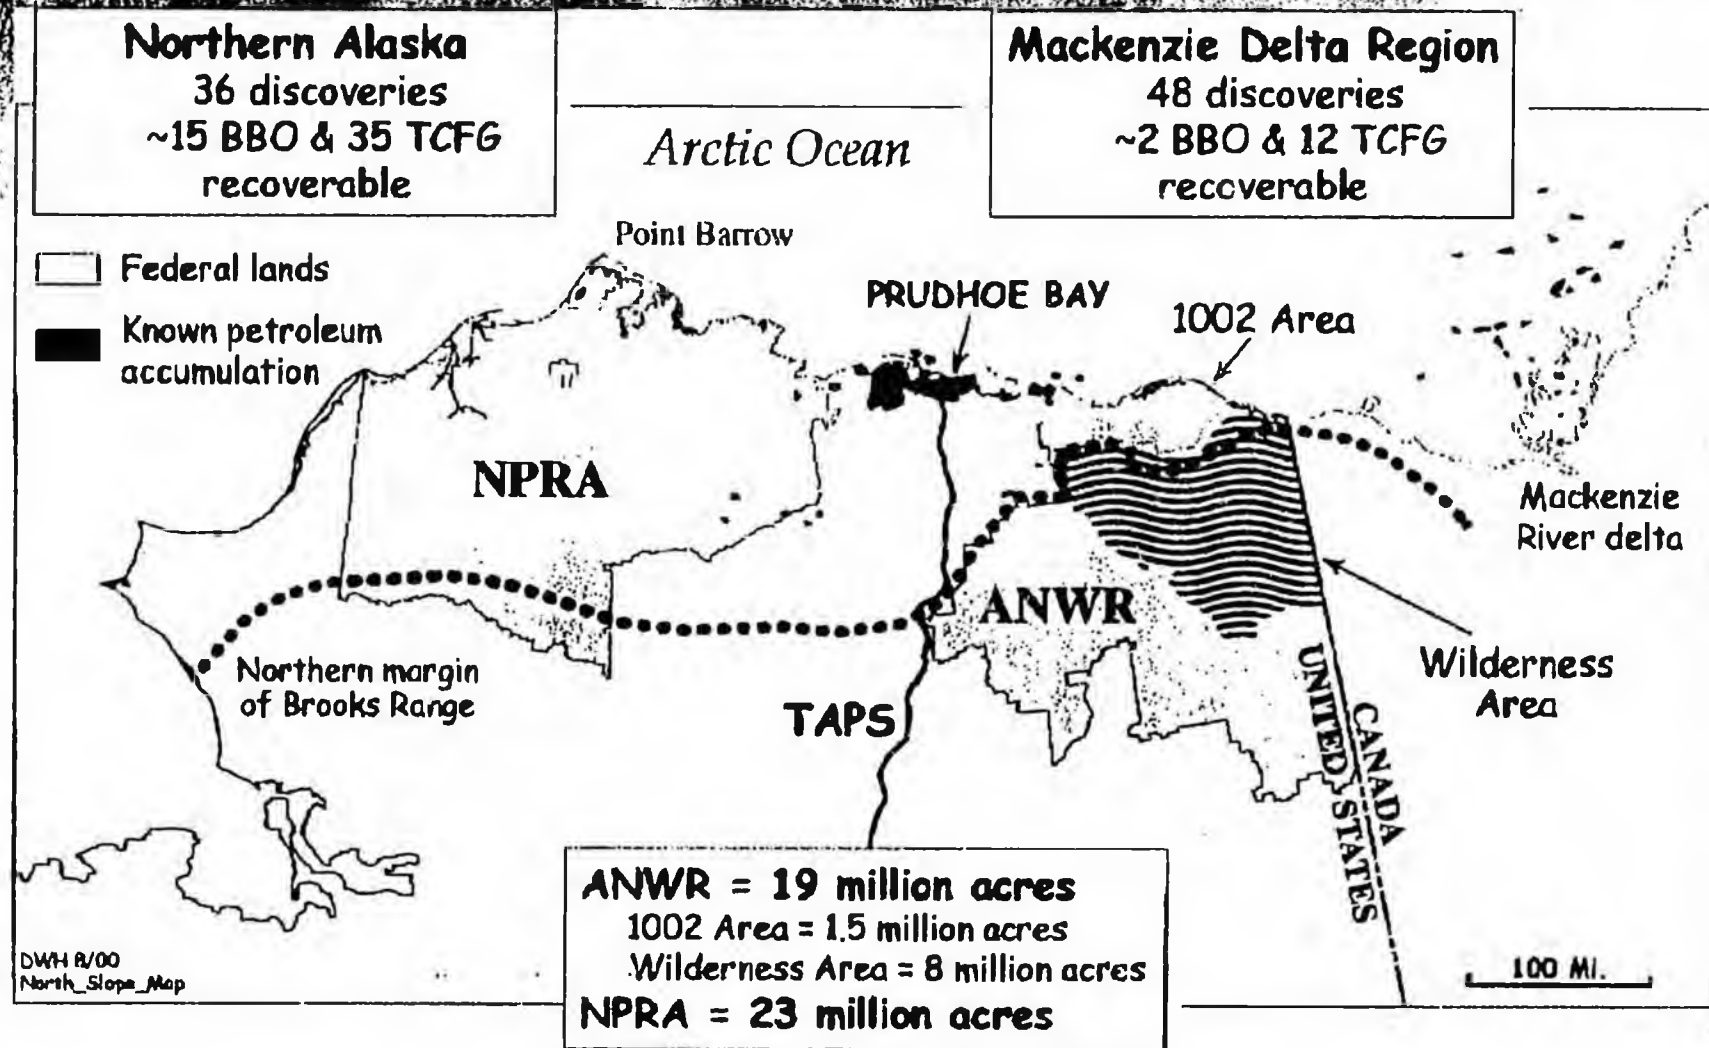 Northern Alaska
36 discoveries
~15 BBO & 35 TCFG
recoverable
Mackenzie Delta Region
48 discoveries
~2 BBO & 12 TCFG
recoverable
Arctic Ocean
Point Barrow
Federal lands
Known petroleum
accumulation
PRUDHOE BAY
1002 Area
NPRA
Mackenzie
River delta
ANWR
Northern margin
of Brooks Range
TAPS
Wilderness
Area
UNITED STATES
CANADA
ANWR = 19 million acres
1002 Area = 1.5 million acres
Wilderness Area = 8 million acres
NPRA = 23 million acres
DWH 8/00
North_Slope_Map
100 MI.